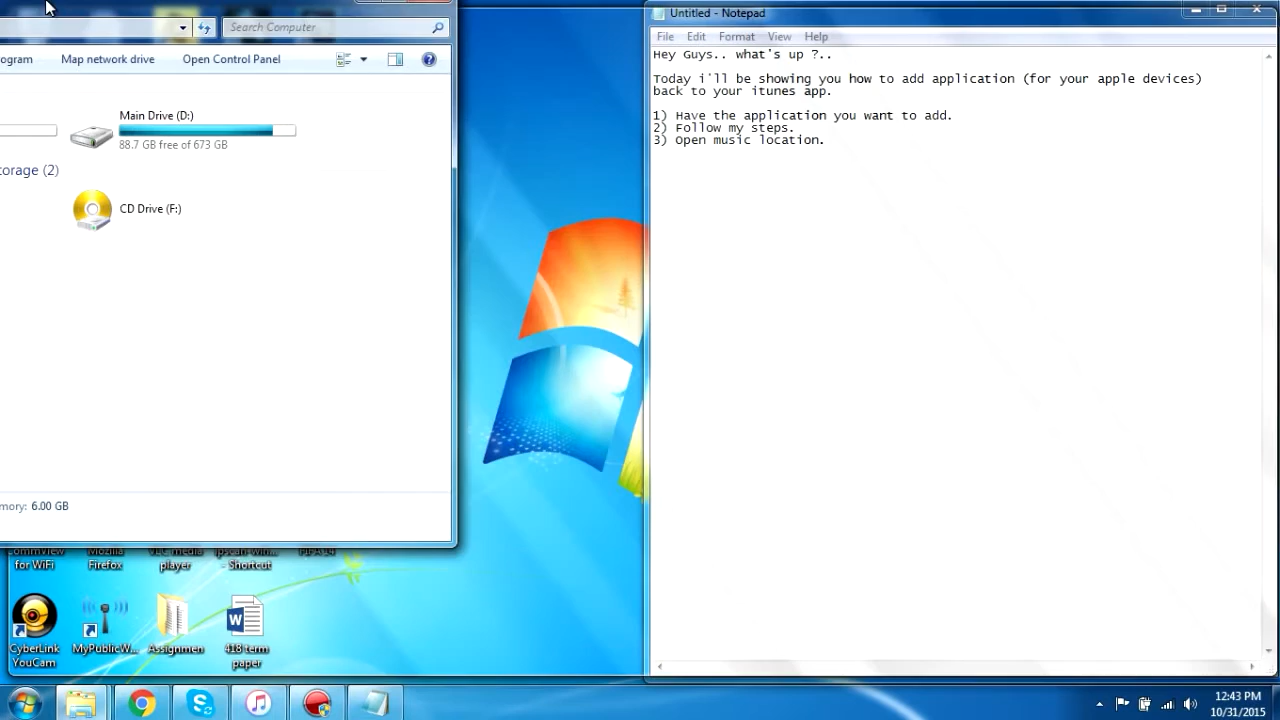 Search Computer
Untitled - Notepad
File Edit Format View Help
Map network drive
Open Control Panel
Hey Guys.. what's up ?..
Today i'll be showing you how to add application (for your apple devices)
back to your itunes app.
1) Have the application you want to add.
2) Follow my steps.
3) Open music location.
Main Drive (D:)
88.7 GB free of 673 GB
orage (2)
CD Drive (F:)
mory: 6.00 GB
for WiFi
Mozilla
Firefox
VLC media
player
- Shortcut
CyberLink
YouCam
MyPublicW...
Assignmen
418 term
paper
12:43 PM
10/31/2015